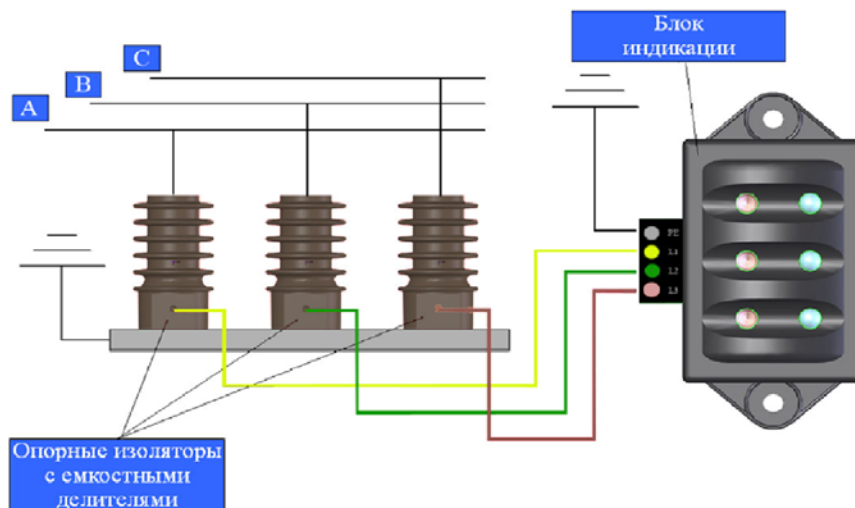 Блок
индикации
C
B
A
PE
L1
L2
L3
Опорные изоляторы
с емкостными
делителями